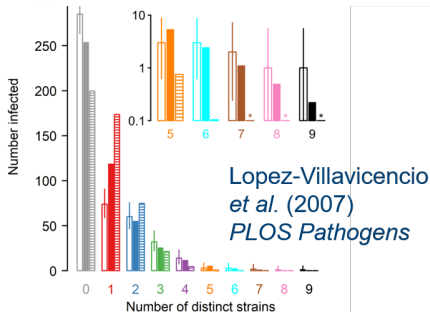 Number infected
250
200
150
100
50
0
10
1
0.1
5 6 7 8 9
* * *
Lopez-Villavicencio
et al. (2007)
PLOS Pathogens
0 1 2 3 4 5 6 7 8 9
Number of distinct strains